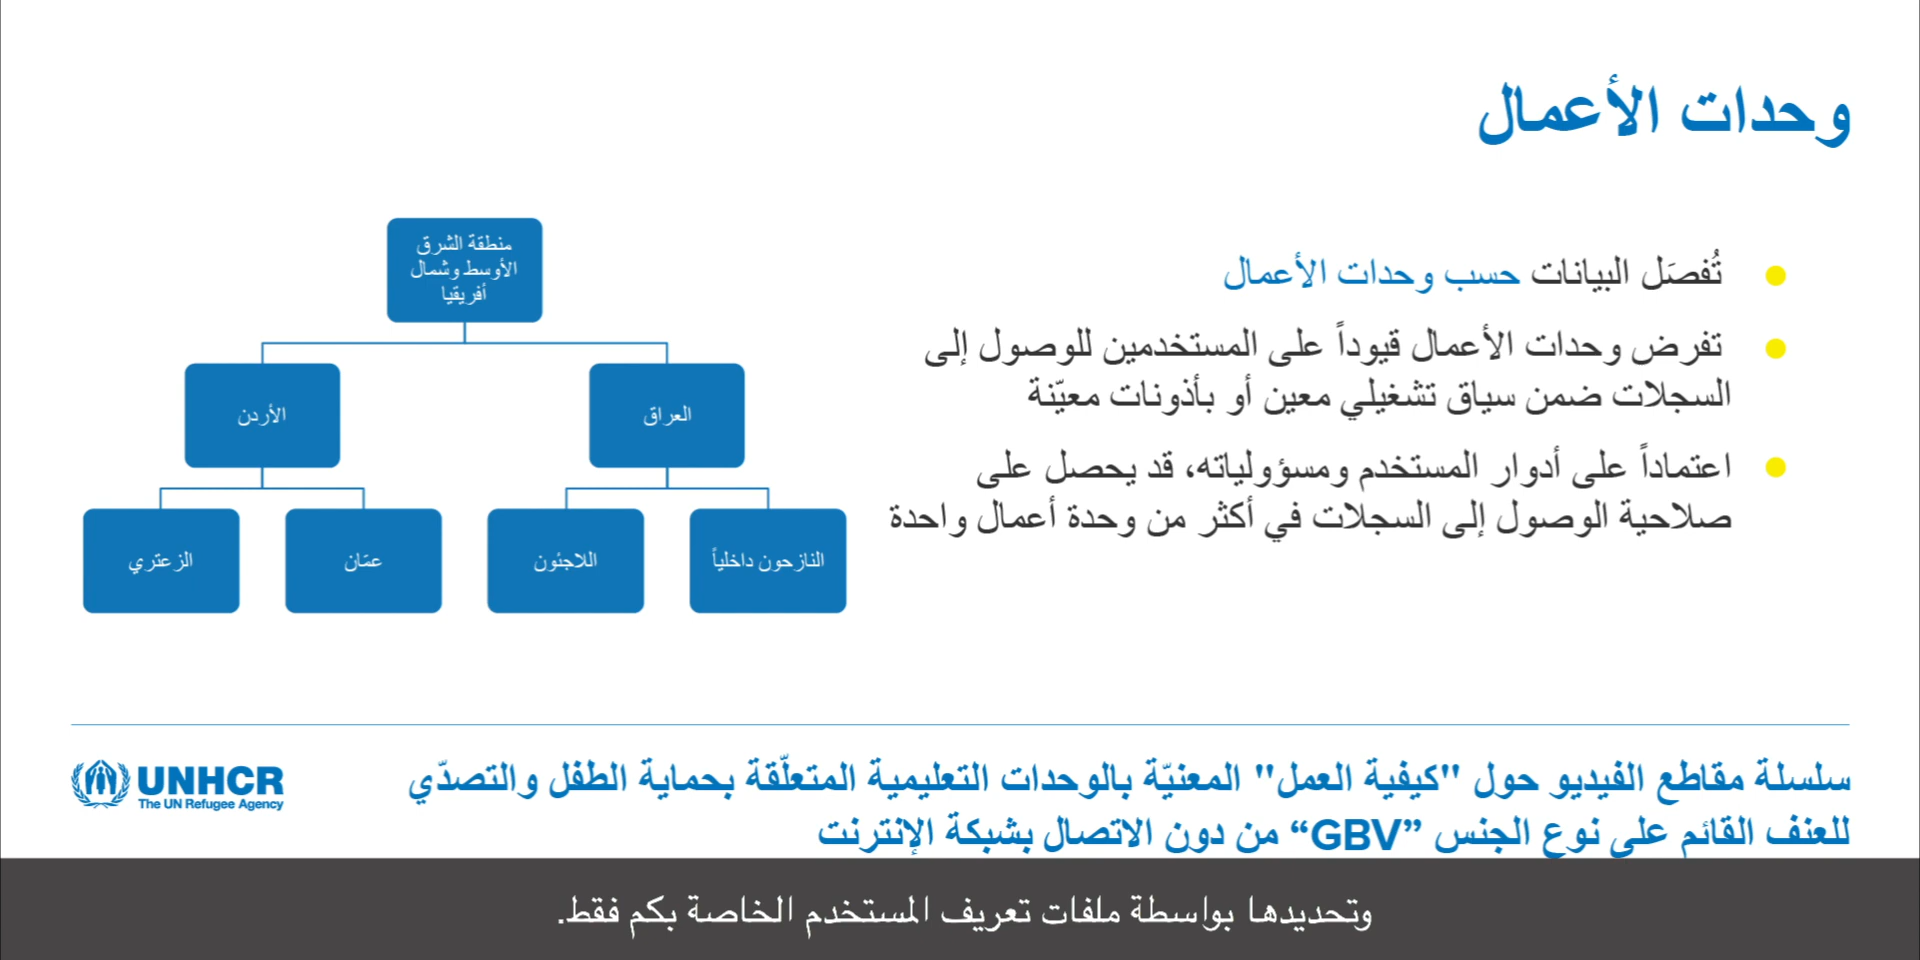 وحدات الأعمال
تُفصَل البيانات حسب وحدات الأعمال
تفرض وحدات الأعمال قيوداً على المستخدمين للوصول إلى
السجلات ضمن سياق تشغيلي معين أو بأذونات معيّنة
اعتماداً على أدوار المستخدم ومسؤولياته، قد يحصل على
صلاحية الوصول إلى السجلات في أكثر من وحدة أعمال واحدة
منطقة الشرق
الأوسط وشمال
أفريقيا
العراق
الأردن
النازحون داخلياً
اللاجئون
عمّان
الزعتري
سلسلة مقاطع الفيديو حول "كيفية العمل" المعنيّة بالوحدات التعليمية المتعلّقة بحماية الطفل والتصدّي
للعنف القائم على نوع الجنس “GBV” من دون الاتصال بشبكة الإنترنت
UNHCR
The UN Refugee Agency
وتحديدها بواسطة ملفات تعريف المستخدم الخاصة بكم فقط.